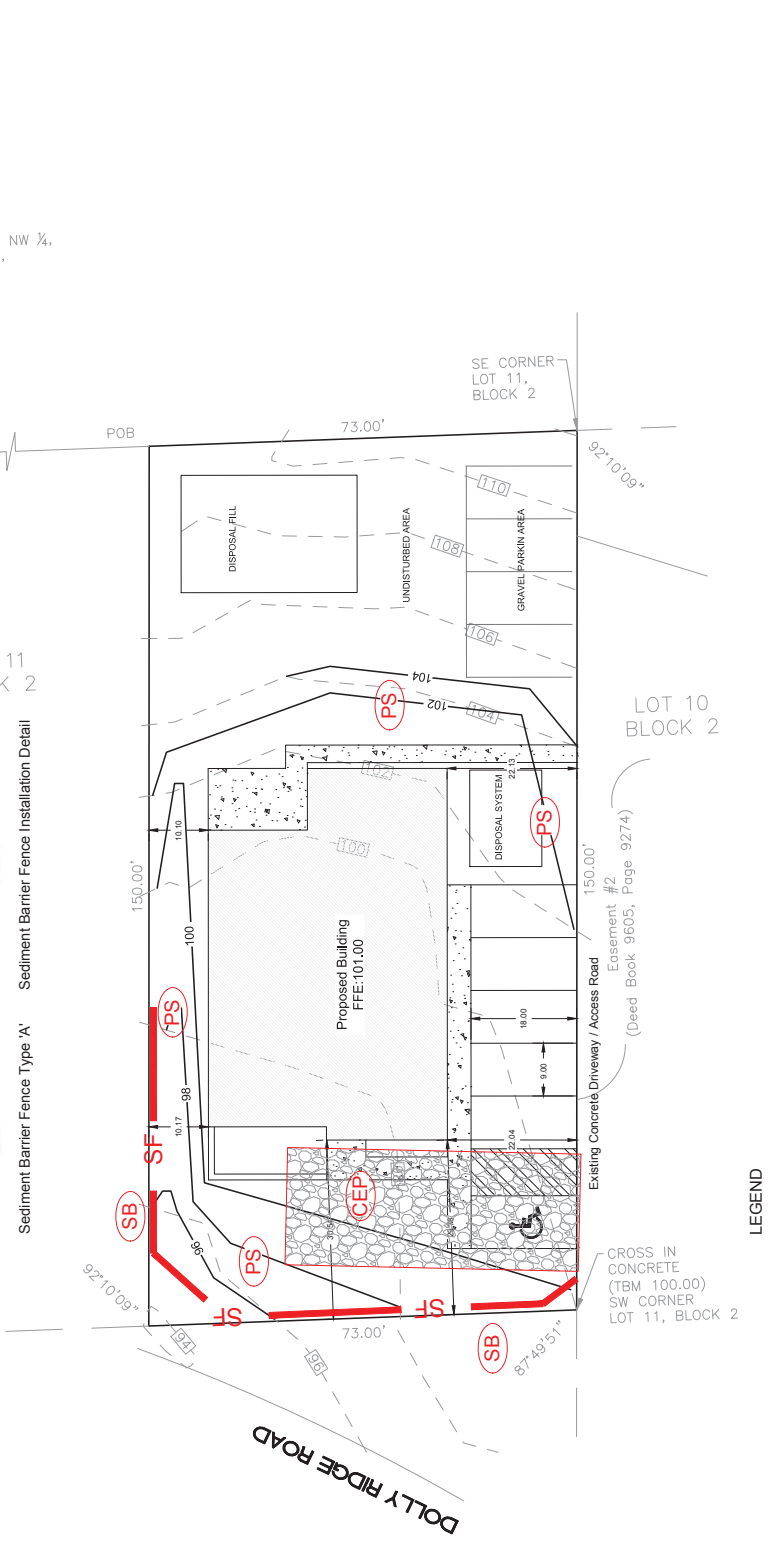 NW ¼,
SE CORNER
LOT 11,
BLOCK 2
POB
73.00'
92°10'09"
110
DISPOSAL FILL
UNDISTURBED AREA
GRAVEL PARKIN AREA
108
106
11
K 2
104
102
PS
104
LOT 10
BLOCK 2
Sediment Barrier Fence Type 'A'
Sediment Barrier Fence Installation Detail
102
22.13
DISPOSAL SYSTEM
PS
10.10
100
150.00'
150.00'
Easement #2
(Deed Book 9605, Page 9274)
100
Proposed Building
FFE:101.00
Existing Concrete Driveway / Access Road
18.00
9.00
PS
98
10.17
SF
22.04
CEP
SB
96
PS
SF
SF
SB
92°10'09"
94
96
73.00'
87°49'51"
CROSS IN
CONCRETE
(TBM 100.00)
SW CORNER
LOT 11, BLOCK 2
DOLLY RIDGE ROAD
LEGEND